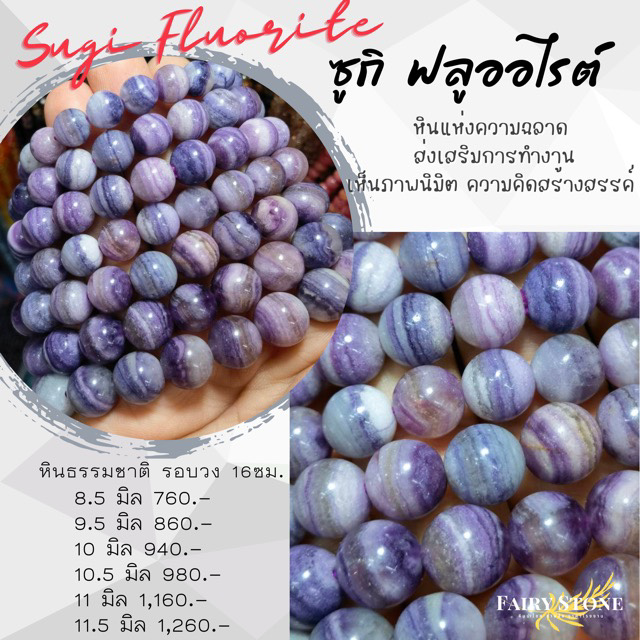 Sugi Fluorite
ซูกิ ฟลูออไรต์
หินแห่งความฉลาด
ส่งเสริมการทำงาน
เห็นภาพนิมิต ความคิดสร้างสรรค์
หินธรรมชาติ รอบวง 16ซม.
8.5 มิล 760.-
9.5 มิล 860.-
10 มิล 940.-
10.5 มิล 980.-
11 มิล 1,160.-
11.5 มิล 1,260.-
FAIRY STONE